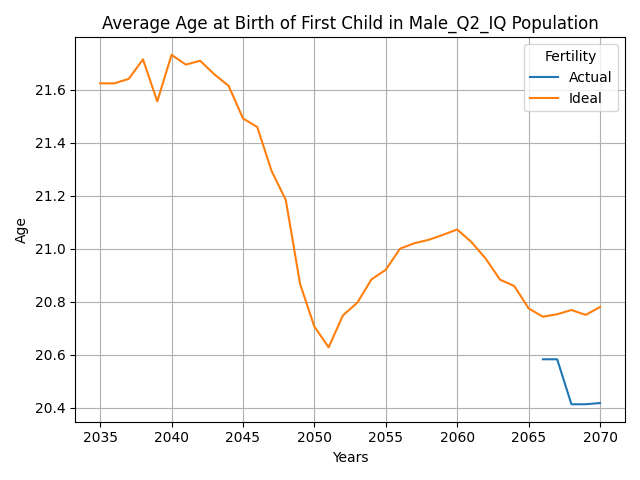 Average Age at Birth of First Child in Male_Q2_IQ Population
Fertility
Actual
Ideal
21.6
21.4
21.2
21.0
20.8
20.6
20.4
Age
2035 2040 2045 2050 2055 2060 2065 2070
Years